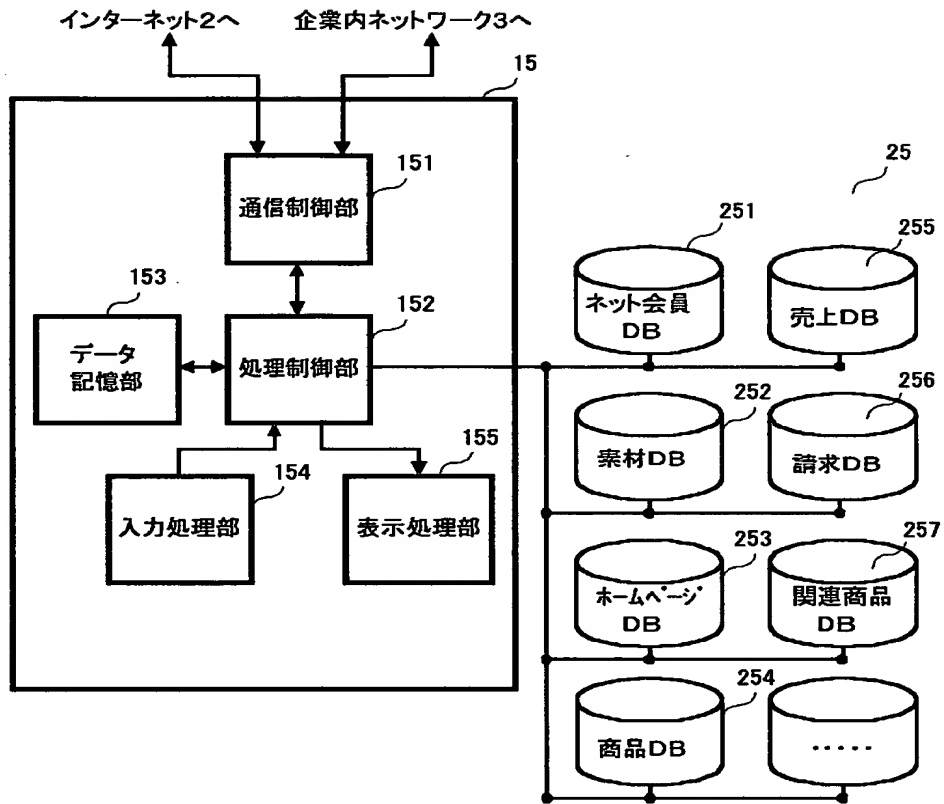 インターネット2へ
企業内ネットワーク3へ
15
通信制御部
151
25
251
ネット会員
DB
255
売上DB
153
データ
記憶部
152
処理制御部
252
素材DB
256
請求DB
154
入力処理部
155
表示処理部
253
ホームページ
DB
257
関連商品
DB
254
商品DB
.....